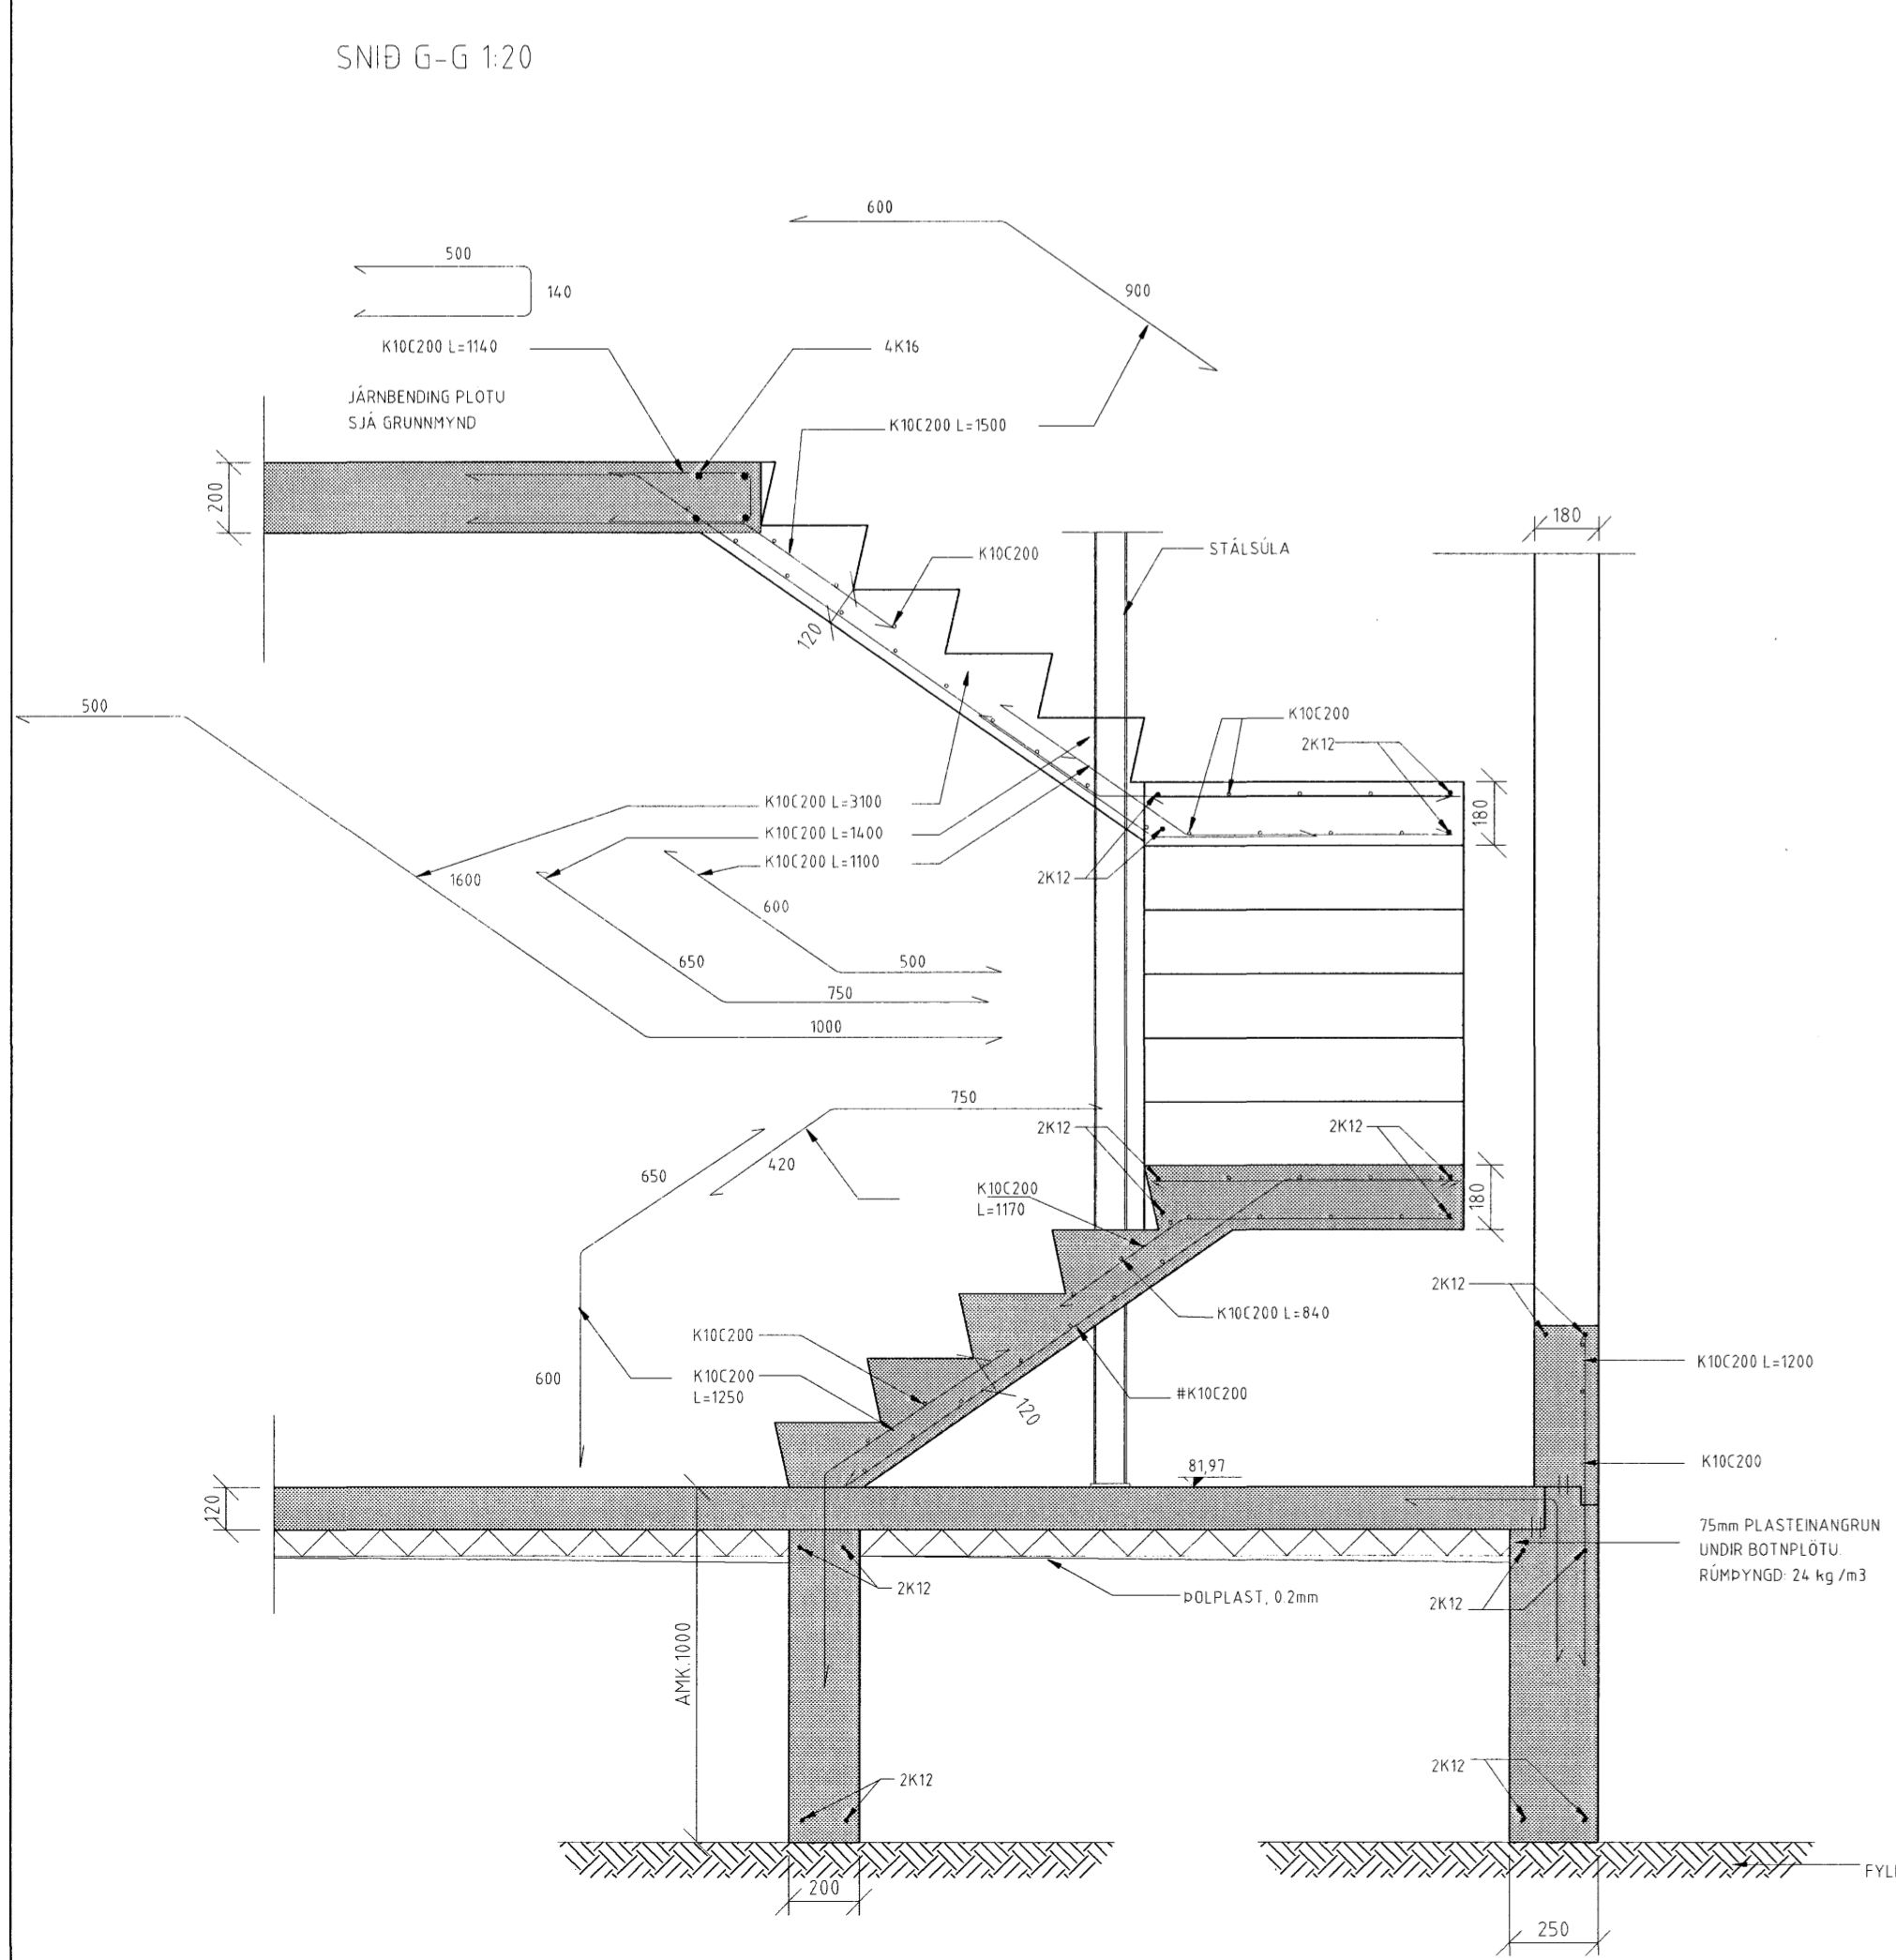 SNIÐ G-G 1:20
600
500
140
900
K10C200 L=1140
4K16
JÁRNBENDING PLÖTU
SJÁ GRUNNMYND
K10C200 L=1500
200
180
K10C200
STÁLSÚLA
120
500
K10C200
2K12
180
K10C200 L=3100
K10C200 L=1400
K10C200 L=1100
2K12
1600
600
650
500
750
1000
750
2K12
2K12
650
420
K10C200
L=1170
180
2K12
K10C200 L=840
K10C200
K10C200 L=1200
600
K10C200
L=1250
#K10C200
120
81,97
K10C200
120
75mm PLASTEINANGRUN
UNDIR BOTNPLÖTU.
RÚMÞYNGD: 24 kg/m3
2K12
ÞOLPLAST, 0.2mm
2K12
AMK.1000
2K12
2K12
FYLL
200
250